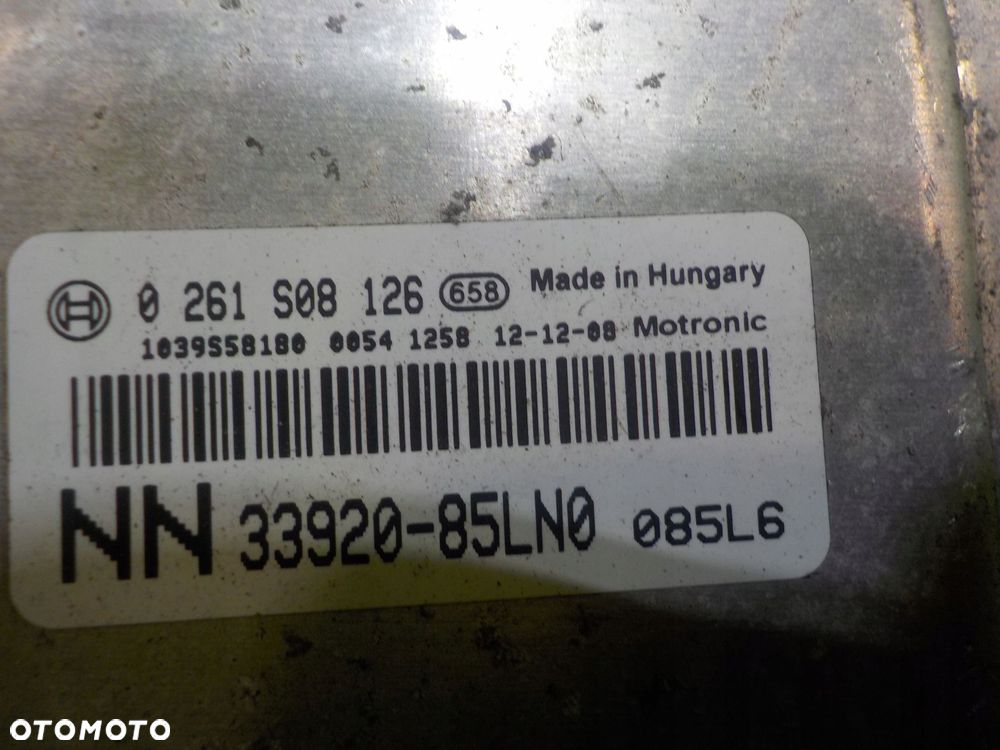 0 261 S08 126 658 Made in Hungary
1039S58180 0054 1258 12-12-08 Motronic
NN 33920-85LN0 085L6
OTOMOTO